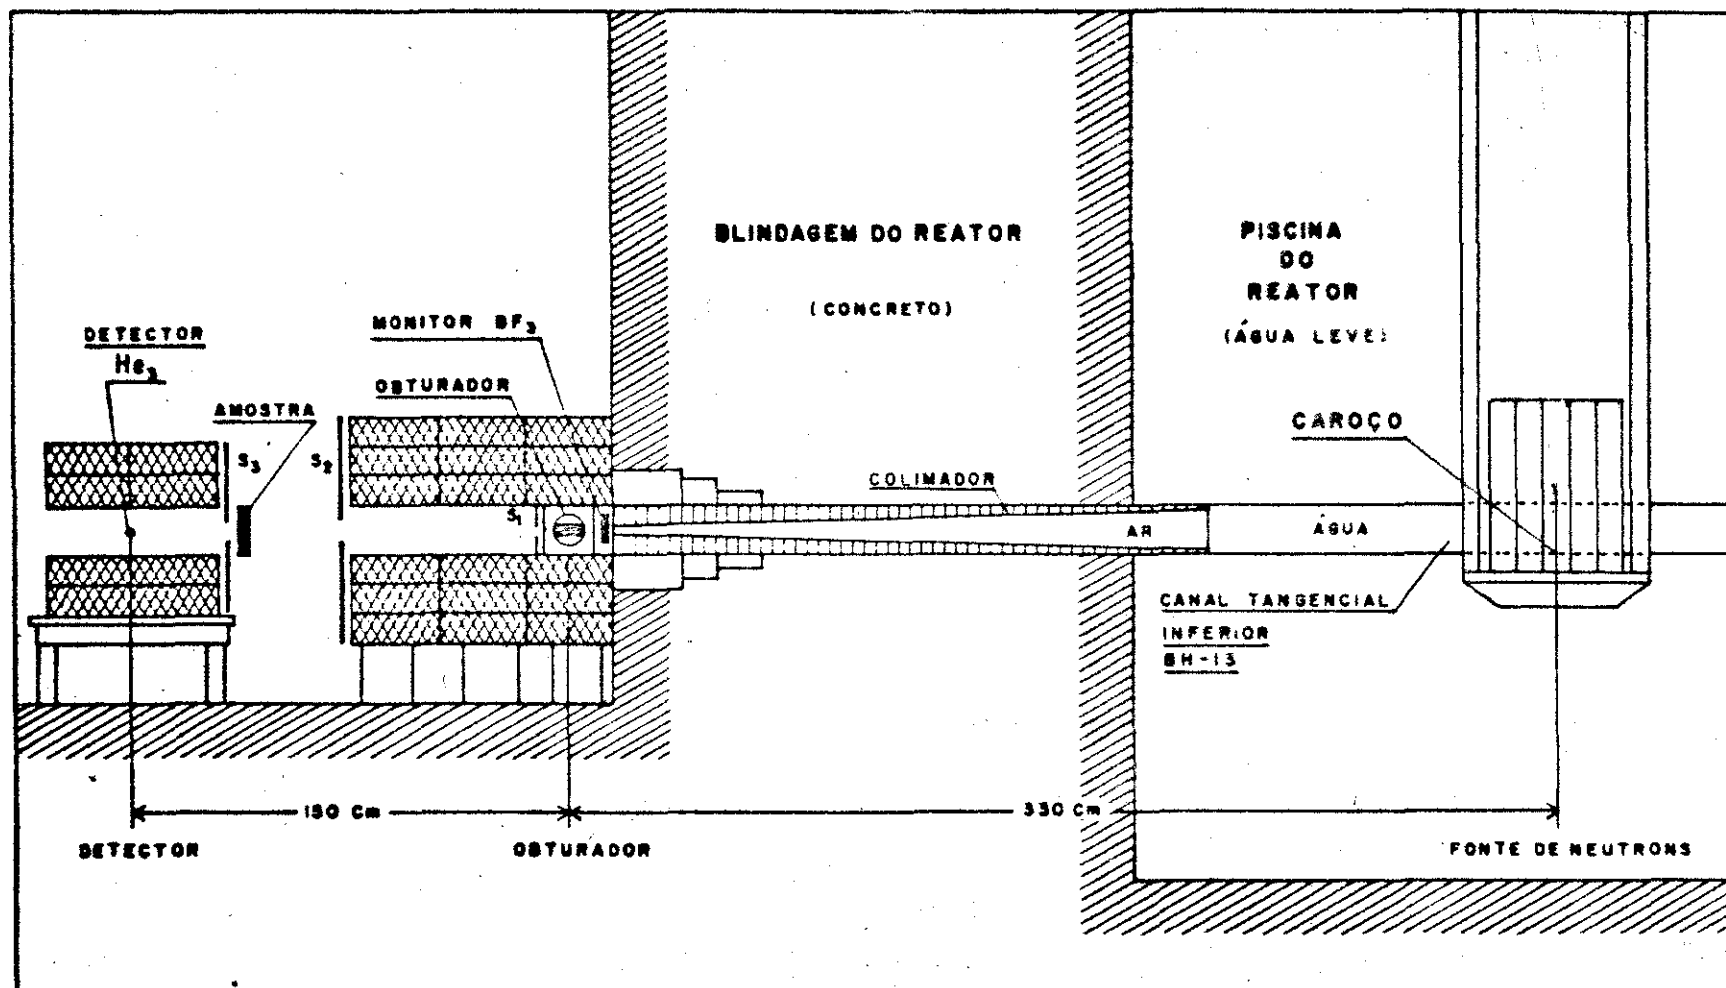 BLINDAGEM DO REATOR
(CONCRETO)
PISCINA
DO
REATOR
(ÁGUA LEVE)
DETECTOR
He3
MONITOR BF3
OBTURADOR
AMOSTRA
S3
S2
S1
COLIMADOR
CAROÇO
AR
ÁGUA
CANAL TANGENCIAL
INFERIOR
BH-13
150 Cm
330 Cm
DETECTOR
OBTURADOR
FONTE DE NEUTRONS